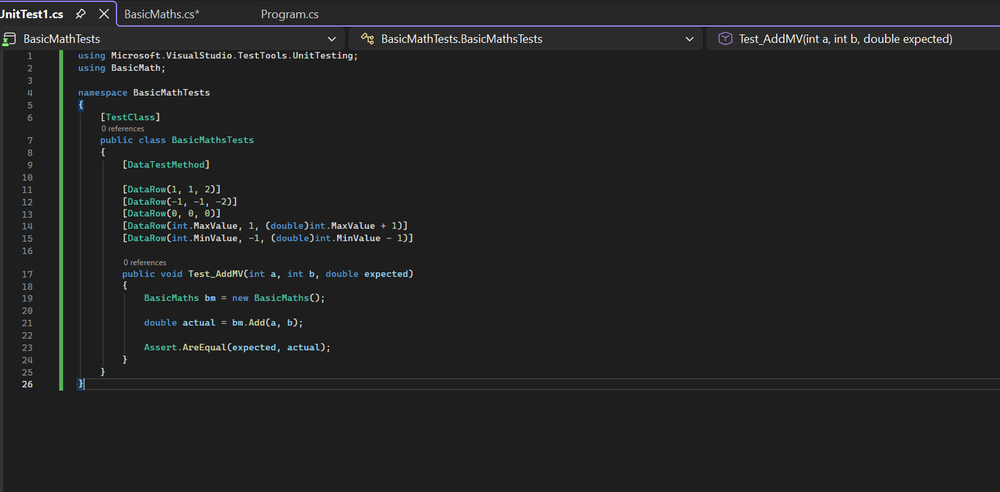 UnitTest1.cs BasicMaths.cs* Program.cs
BasicMathTests BasicMathTests.BasicMathsTests Test_AddMV(int a, int b, double expected)
1 using Microsoft.VisualStudio.TestTools.UnitTesting;
2 using BasicMath;
3
4 namespace BasicMathTests
5 {
6 [TestClass]
0 references
7 public class BasicMathsTests
8 {
9 [DataTestMethod]
10
11 [DataRow(1, 1, 2)]
12 [DataRow(-1, -1, -2)]
13 [DataRow(0, 0, 0)]
14 [DataRow(int.MaxValue, 1, (double)int.MaxValue + 1)]
15 [DataRow(int.MinValue, -1, (double)int.MinValue - 1)]
16
0 references
17 public void Test_AddMV(int a, int b, double expected)
18 {
19 BasicMaths bm = new BasicMaths();
20
21 double actual = bm.Add(a, b);
22
23 Assert.AreEqual(expected, actual);
24 }
25 }
26 }